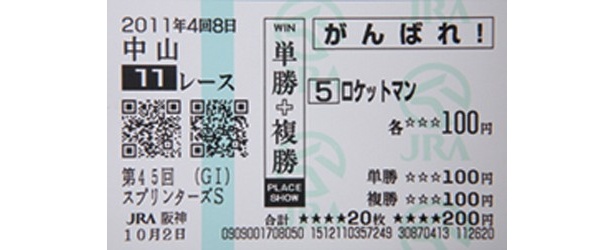 2011年4回8日
中山
11レース
第45回 (GI)
スプリンターズS
JRA 阪神
10月2日
WIN
単勝+複勝
PLACE
SHOW
がんばれ!
5 ロケットマン
各☆☆☆100円
JRA
単勝 ☆☆☆100円
複勝 ☆☆☆100円
合計 ★★★★20枚 ★★★★200円
0909001708050 1512110357249 30870413 112620